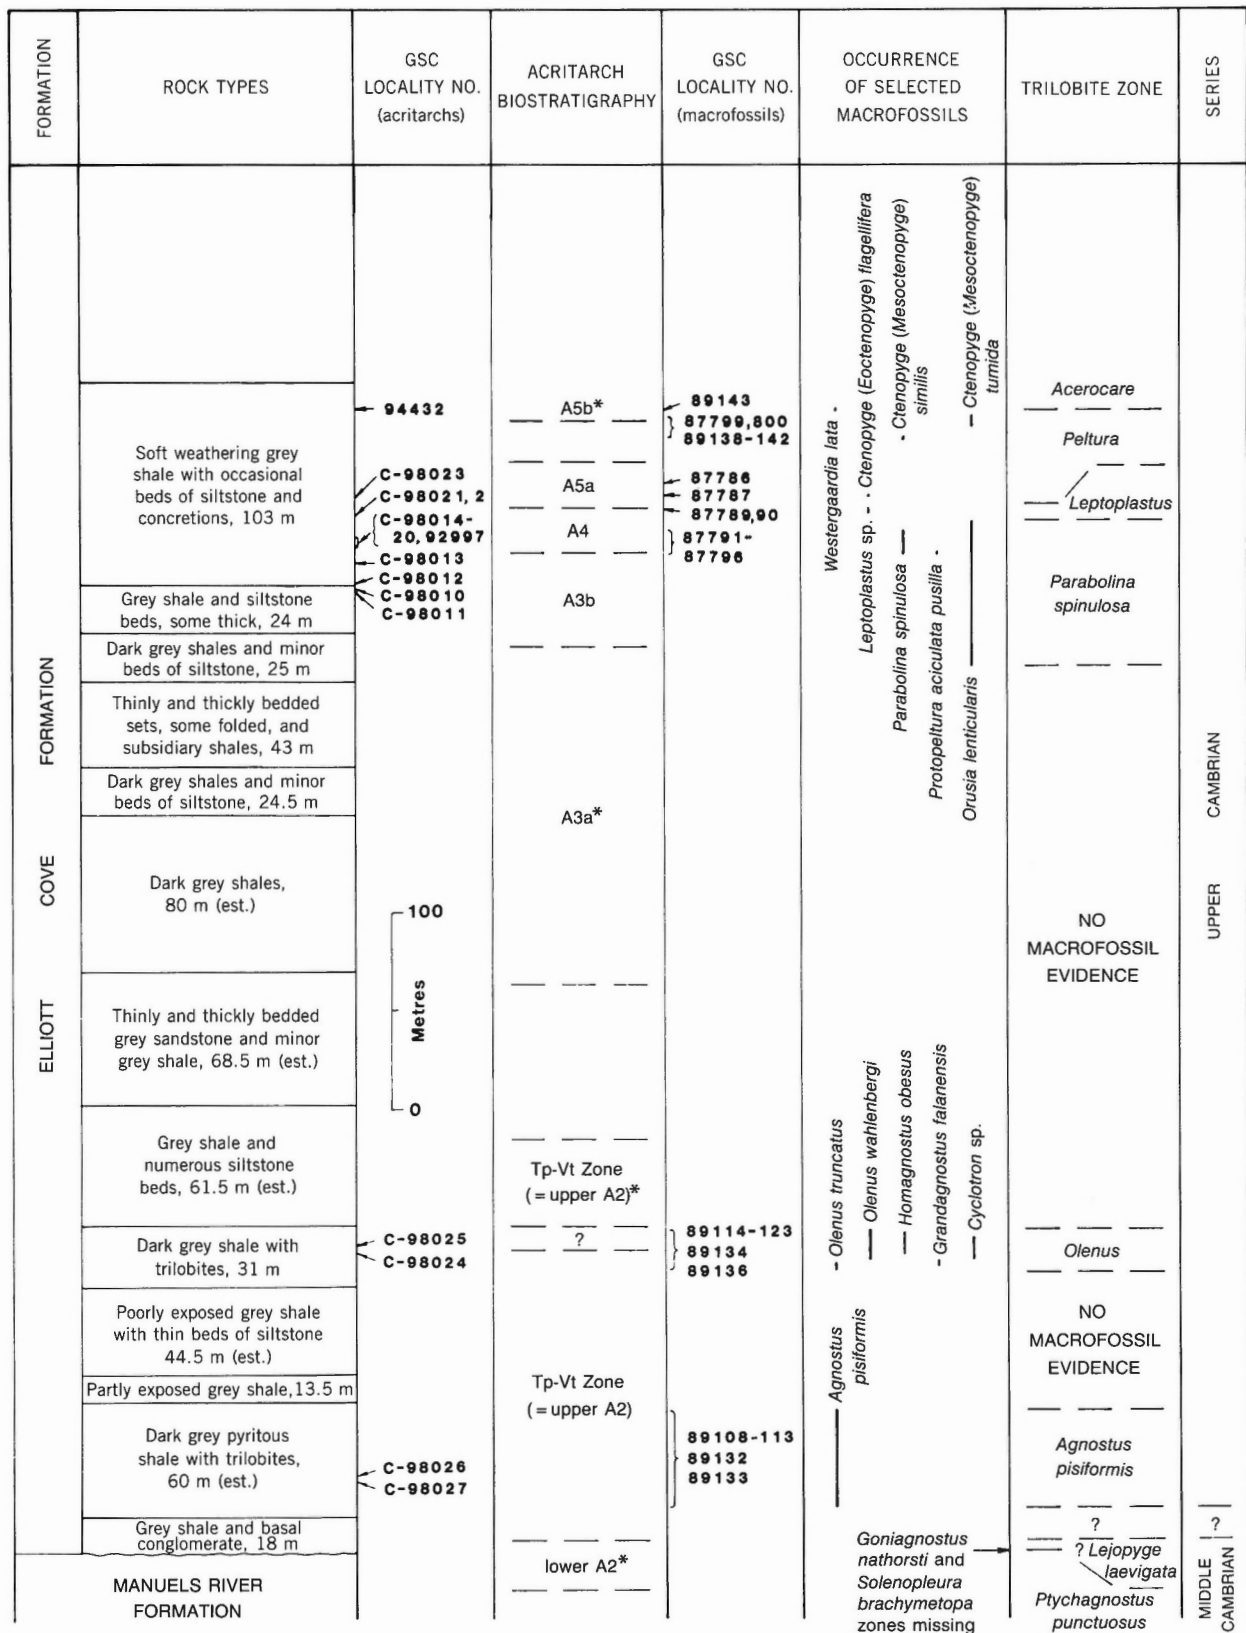 FORMATION
ROCK TYPES
GSC
LOCALITY NO.
(acritarchs)
ACRITARCH
BIOSTRATIGRAPHY
GSC
LOCALITY NO.
(macrofossils)
OCCURRENCE
OF SELECTED
MACROFOSSILS
TRILOBITE ZONE
SERIES
ELLIOTT COVE FORMATION
Soft weathering grey
shale with occasional
beds of siltstone and
concretions, 103 m
Grey shale and siltstone
beds, some thick, 24 m
Dark grey shales and minor
beds of siltstone, 25 m
Thinly and thickly bedded
sets, some folded, and
subsidiary shales, 43 m
Dark grey shales and minor
beds of siltstone, 24.5 m
Dark grey shales,
80 m (est.)
Thinly and thickly bedded
grey sandstone and minor
grey shale, 68.5 m (est.)
Grey shale and
numerous siltstone
beds, 61.5 m (est.)
Dark grey shale with
trilobites, 31 m
Poorly exposed grey shale
with thin beds of siltstone
44.5 m (est.)
Partly exposed grey shale, 13.5 m
Dark grey pyritous
shale with trilobites,
60 m (est.)
Grey shale and basal
conglomerate, 18 m
MANUELS RIVER
FORMATION
94432
C-98023
C-98021, 2
C-98014-
20, 92997
C-98013
C-98012
C-98010
C-98011
100
Metres
0
C-98025
C-98024
C-98026
C-98027
A5b*
A5a
A4
A3b
A3a*
Tp-Vt Zone
(= upper A2)*
?
Tp-Vt Zone
(= upper A2)
lower A2*
89143
87799,800
89138-142
87786
87787
87789,90
87791-
87796
89114-123
89134
89136
89108-113
89132
89133
Westergaardia lata
Leptoplastus sp.
Ctenopyge (Eoctenopyge) flagellifera
Ctenopyge (Mesoctenopyge)
similis
Ctenopyge (Mesoctenopyge)
tumida
Parabolina spinulosa
Protopeltura aciculata pusilla
Orusia lenticularis
Olenus truncatus
Olenus wahlenbergi
Homagnostus obesus
Grandagnostus falanensis
Cyclotron sp.
Agnostus
pisiformis
Goniagnostus
nathorsti and
Solenopleura
brachymetopa
zones missing
Acerocare
Peltura
Leptoplastus
Parabolina
spinulosa
NO
MACROFOSSIL
EVIDENCE
Olenus
NO
MACROFOSSIL
EVIDENCE
Agnostus
pisiformis
?
? Lejopyge
laevigata
Ptychagnostus
punctuosus
UPPER CAMBRIAN
?
MIDDLE
CAMBRIAN